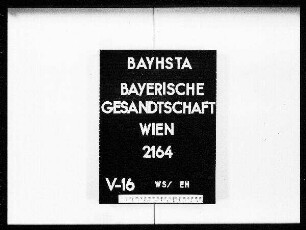 BAYHSTA
BAYERISCHE
GESANDTSCHAFT
WIEN
2164
V-16 WS/ EH